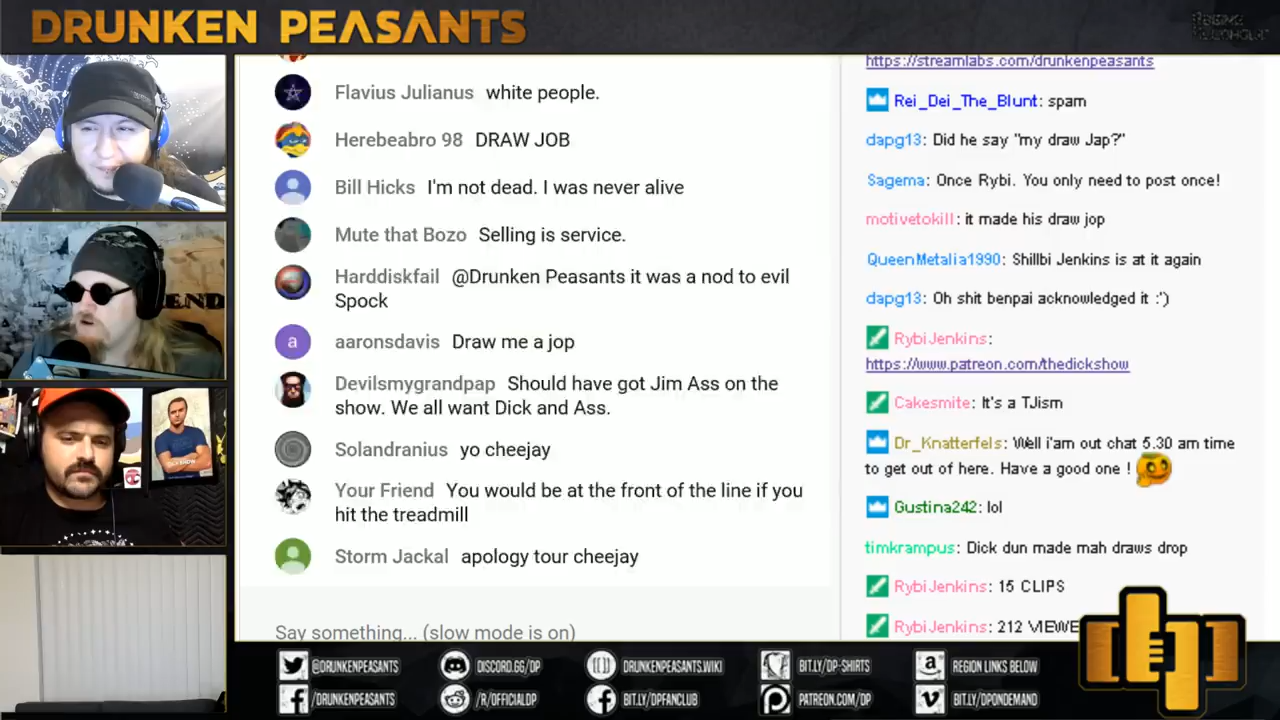 DRUNKEN PEASANTS
Flavius Julianus white people.
Herebeabro 98 DRAW JOB
Bill Hicks I'm not dead. I was never alive
Mute that Bozo Selling is service.
Harddiskfail @Drunken Peasants it was a nod to evil
Spock
a
aaronsdavis Draw me a jop
Devilsmygrandpap Should have got Jim Ass on the
show. We all want Dick and Ass.
Solandranius yo cheejay
Your Friend You would be at the front of the line if you
hit the treadmill
Storm Jackal apology tour cheejay
Say something... (slow mode is on)
https://streamlabs.com/drunkenpeasants
Rei_Dei_The_Blunt: spam
dapg13: Did he say "my draw Jap?"
Sagema: Once Rybi. You only need to post once!
motivetokill: it made his draw jop
QueenMetalia1990: Shillbi Jenkins is at it again
dapg13: Oh shit benpai acknowledged it :')
RybiJenkins:
https://www.patreon.com/thedickshow
Cakesmite: It's a TJism
Dr_Knatterfels: Well i'am out chat 5.30 am time
to get out of here. Have a good one !
Gustina242: lol
timkrampus: Dick dun made mah draws drop
RybiJenkins: 15 CLIPS
RybiJenkins: 212 VIEWE
@DRUNKENPEASANTS
DISCORD.GG/DP
DRUNKENPEASANTS.WIKI
BIT.LY/DP-SHIRTS
REGION LINKS BELOW
/DRUNKENPEASANTS
/R/OFFICIALDP
BIT.LY/DPFANCLUB
PATREON.COM/DP
BIT.LY/DPONDEMAND